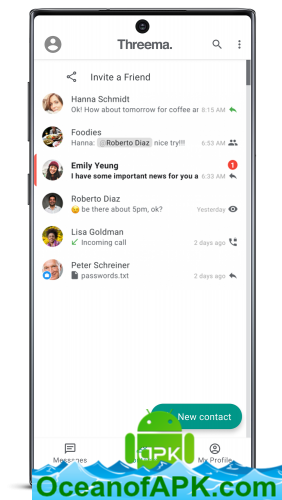 Threema.
Invite a Friend
Hanna Schmidt
Ok! How about tomorrow for coffee ar 8:15 AM
Foodies
Hanna: @Roberto Diaz nice try!!! 6:53 AM
Emily Yeung 1
I have some important news for you a 6:33 AM
Roberto Diaz
be there about 5pm, ok? Yesterday
Lisa Goldman
Incoming call 2 days ago
Peter Schreiner
passwords.txt 2 days ago
New contact
Messages My Profile
APK
OceanofAPK.com